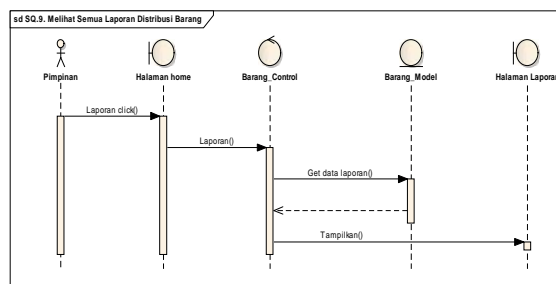 sd SQ.9. Melihat Semua Laporan Distribusi Barang
Pimpinan Halaman home Barang_Control Barang_Model Halaman Laporan
Laporan click()
Laporan()
Get data laporan()
Tampilkan()